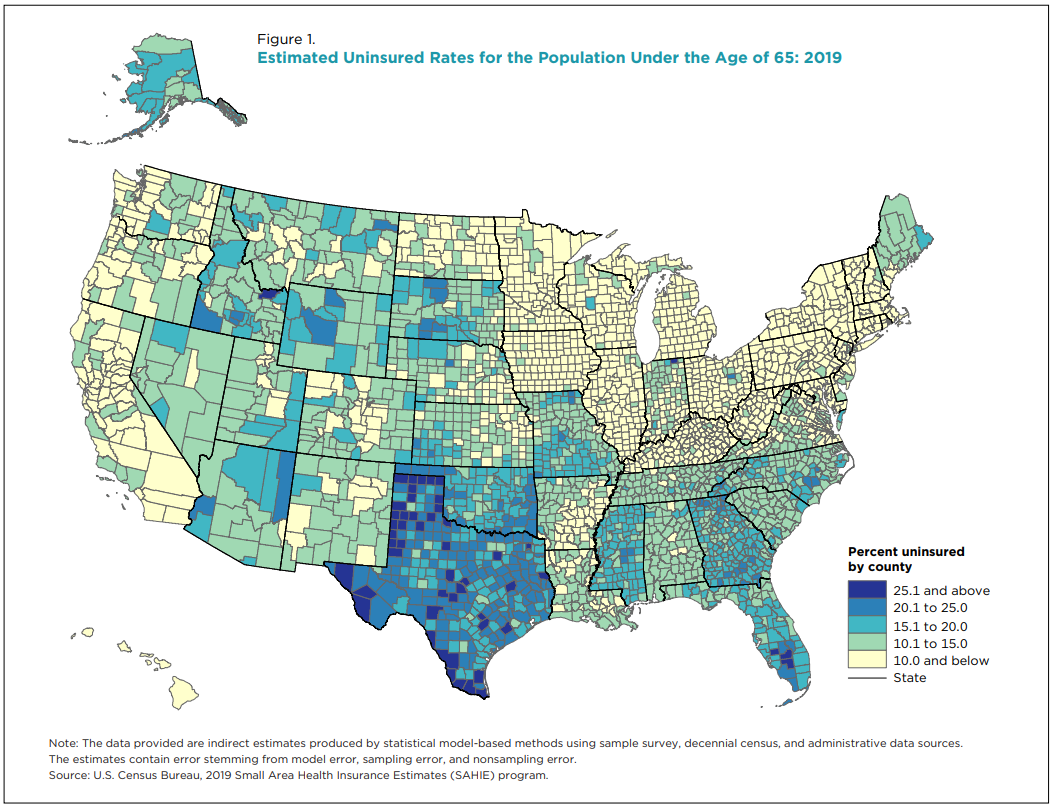 Figure 1.
Estimated Uninsured Rates for the Population Under the Age of 65: 2019
Percent uninsured
by county
25.1 and above
20.1 to 25.0
15.1 to 20.0
10.1 to 15.0
10.0 and below
State
Note: The data provided are indirect estimates produced by statistical model-based methods using sample survey, decennial census, and administrative data sources.
The estimates contain error stemming from model error, sampling error, and nonsampling error.
Source: U.S. Census Bureau, 2019 Small Area Health Insurance Estimates (SAHIE) program.